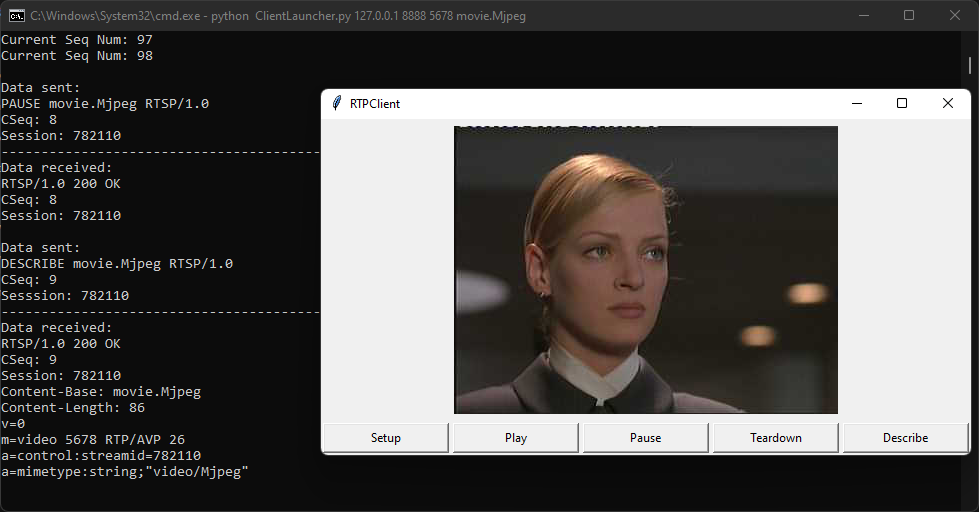 C:\Windows\System32\cmd.exe - python  ClientLauncher.py 127.0.0.1 8888 5678 movie.Mjpeg
Current Seq Num: 97
Current Seq Num: 98
Data sent:
PAUSE movie.Mjpeg RTSP/1.0
CSeq: 8
Session: 782110
----------------------------------------
Data received:
RTSP/1.0 200 OK
CSeq: 8
Session: 782110
Data sent:
DESCRIBE movie.Mjpeg RTSP/1.0
CSeq: 9
Sesssion: 782110
----------------------------------------
Data received:
RTSP/1.0 200 OK
CSeq: 9
Session: 782110
Content-Base: movie.Mjpeg
Content-Length: 86
v=0
m=video 5678 RTP/AVP 26
a=control:streamid=782110
a=mimetype:string;"video/Mjpeg"
RTPClient
Setup
Play
Pause
Teardown
Describe